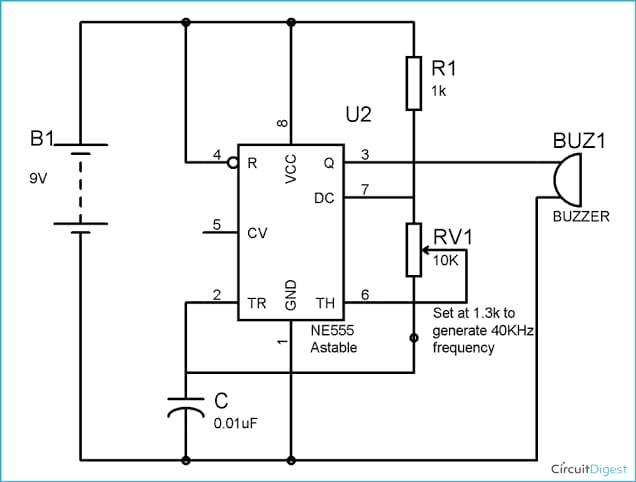 R1
1k
U2
B1
9V
8
4
R
VCC
Q
3
BUZ1
DC
7
BUZZER
5
CV
RV1
10K
2
TR
GND
TH
6
Set at 1.3k to
generate 40KHz
frequency
1
NE555
Astable
C
0.01uF
CircuitDigest